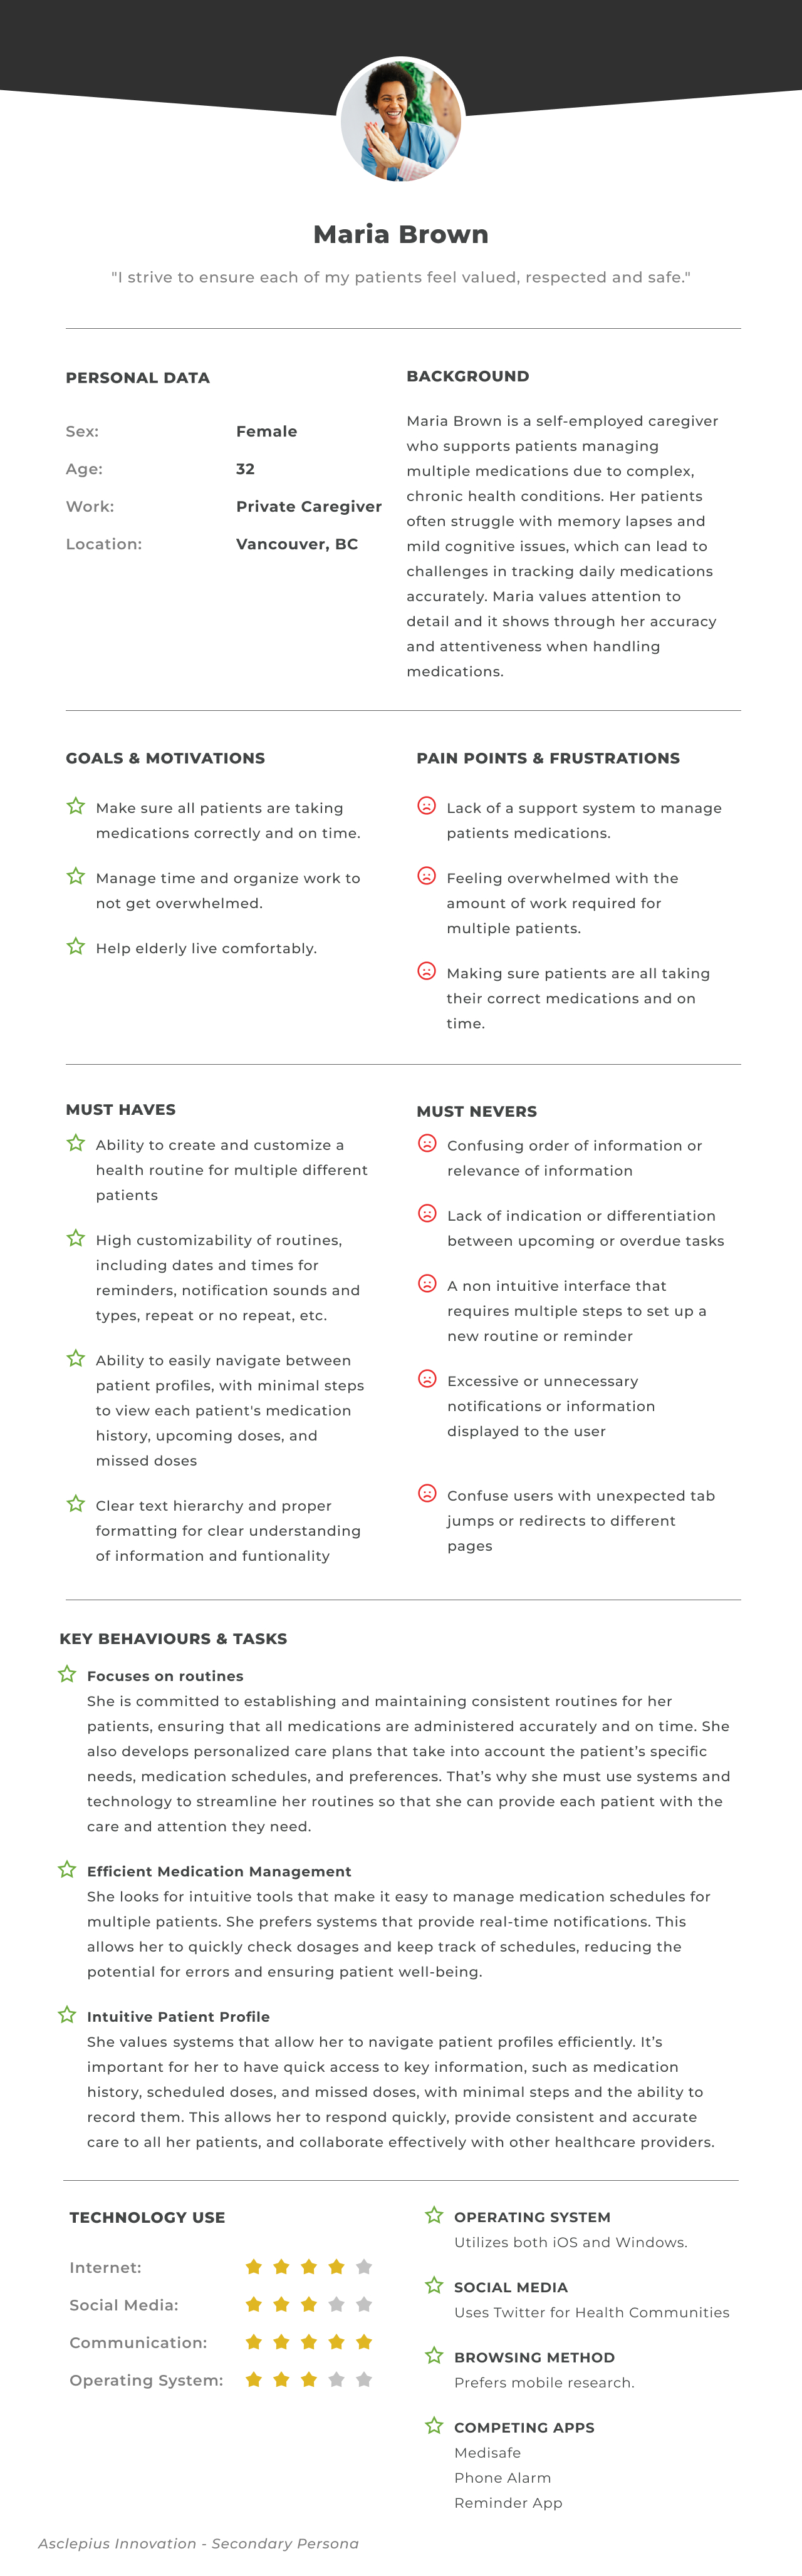 Maria Brown
"I strive to ensure each of my patients feel valued, respected and safe."
PERSONAL DATA
Sex: Female
Age: 32
Work: Private Caregiver
Location: Vancouver, BC
BACKGROUND
Maria Brown is a self-employed caregiver
who supports patients managing
multiple medications due to complex,
chronic health conditions. Her patients
often struggle with memory lapses and
mild cognitive issues, which can lead to
challenges in tracking daily medications
accurately. Maria values attention to
detail and it shows through her accuracy
and attentiveness when handling
medications.
GOALS & MOTIVATIONS
Make sure all patients are taking
medications correctly and on time.
Manage time and organize work to
not get overwhelmed.
Help elderly live comfortably.
PAIN POINTS & FRUSTRATIONS
Lack of a support system to manage
patients medications.
Feeling overwhelmed with the
amount of work required for
multiple patients.
Making sure patients are all taking
their correct medications and on
time.
MUST HAVES
Ability to create and customize a
health routine for multiple different
patients
High customizability of routines,
including dates and times for
reminders, notification sounds and
types, repeat or no repeat, etc.
Ability to easily navigate between
patient profiles, with minimal steps
to view each patient's medication
history, upcoming doses, and
missed doses
Clear text hierarchy and proper
formatting for clear understanding
of information and funtionality
MUST NEVERS
Confusing order of information or
relevance of information
Lack of indication or differentiation
between upcoming or overdue tasks
A non intuitive interface that
requires multiple steps to set up a
new routine or reminder
Excessive or unnecessary
notifications or information
displayed to the user
Confuse users with unexpected tab
jumps or redirects to different
pages
KEY BEHAVIOURS & TASKS
Focuses on routines
She is committed to establishing and maintaining consistent routines for her
patients, ensuring that all medications are administered accurately and on time. She
also develops personalized care plans that take into account the patient’s specific
needs, medication schedules, and preferences. That’s why she must use systems and
technology to streamline her routines so that she can provide each patient with the
care and attention they need.
Efficient Medication Management
She looks for intuitive tools that make it easy to manage medication schedules for
multiple patients. She prefers systems that provide real-time notifications. This
allows her to quickly check dosages and keep track of schedules, reducing the
potential for errors and ensuring patient well-being.
Intuitive Patient Profile
She values systems that allow her to navigate patient profiles efficiently. It’s
important for her to have quick access to key information, such as medication
history, scheduled doses, and missed doses, with minimal steps and the ability to
record them. This allows her to respond quickly, provide consistent and accurate
care to all her patients, and collaborate effectively with other healthcare providers.
TECHNOLOGY USE
Internet:
Social Media:
Communication:
Operating System:
OPERATING SYSTEM
Utilizes both iOS and Windows.
SOCIAL MEDIA
Uses Twitter for Health Communities
BROWSING METHOD
Prefers mobile research.
COMPETING APPS
Medisafe
Phone Alarm
Reminder App
Asclepius Innovation - Secondary Persona